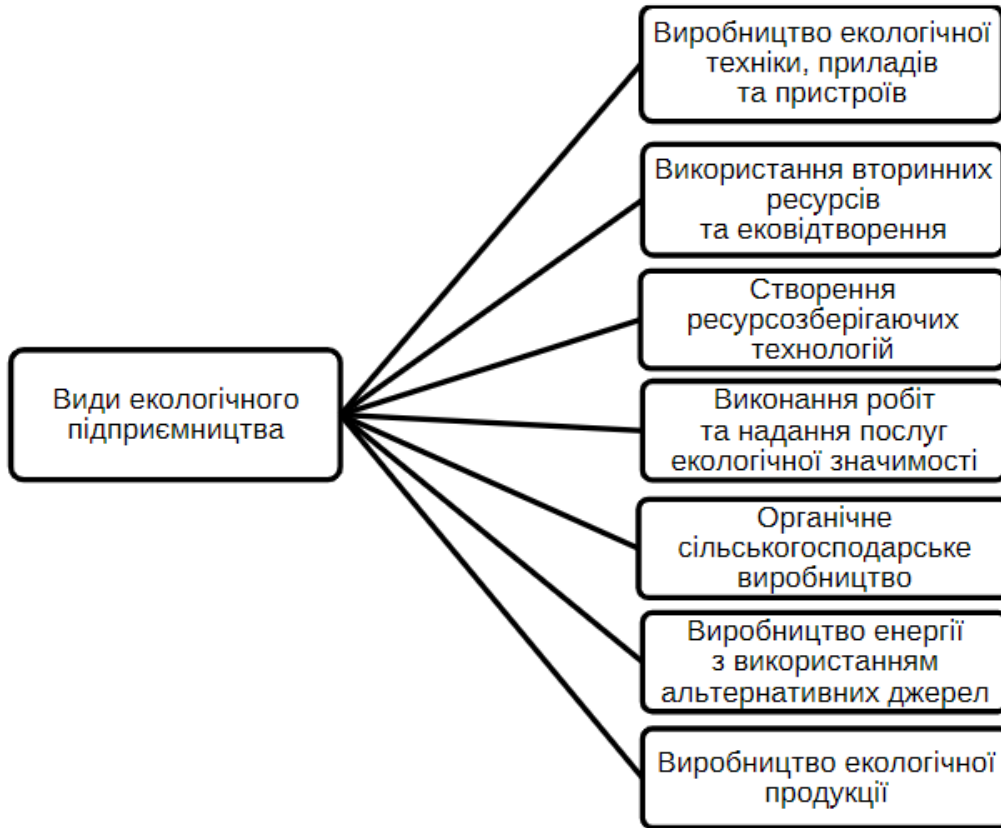 Виробництво екологічної
техніки, приладів
та пристроїв
Використання вторинних
ресурсів
та ековідтворення
Створення
ресурсозберігаючих
технологій
Види екологічного
підприємництва
Виконання робіт
та надання послуг
екологічної значимості
Органічне
сільськогосподарське
виробництво
Виробництво енергії
з використанням
альтернативних джерел
Виробництво екологічної
продукції